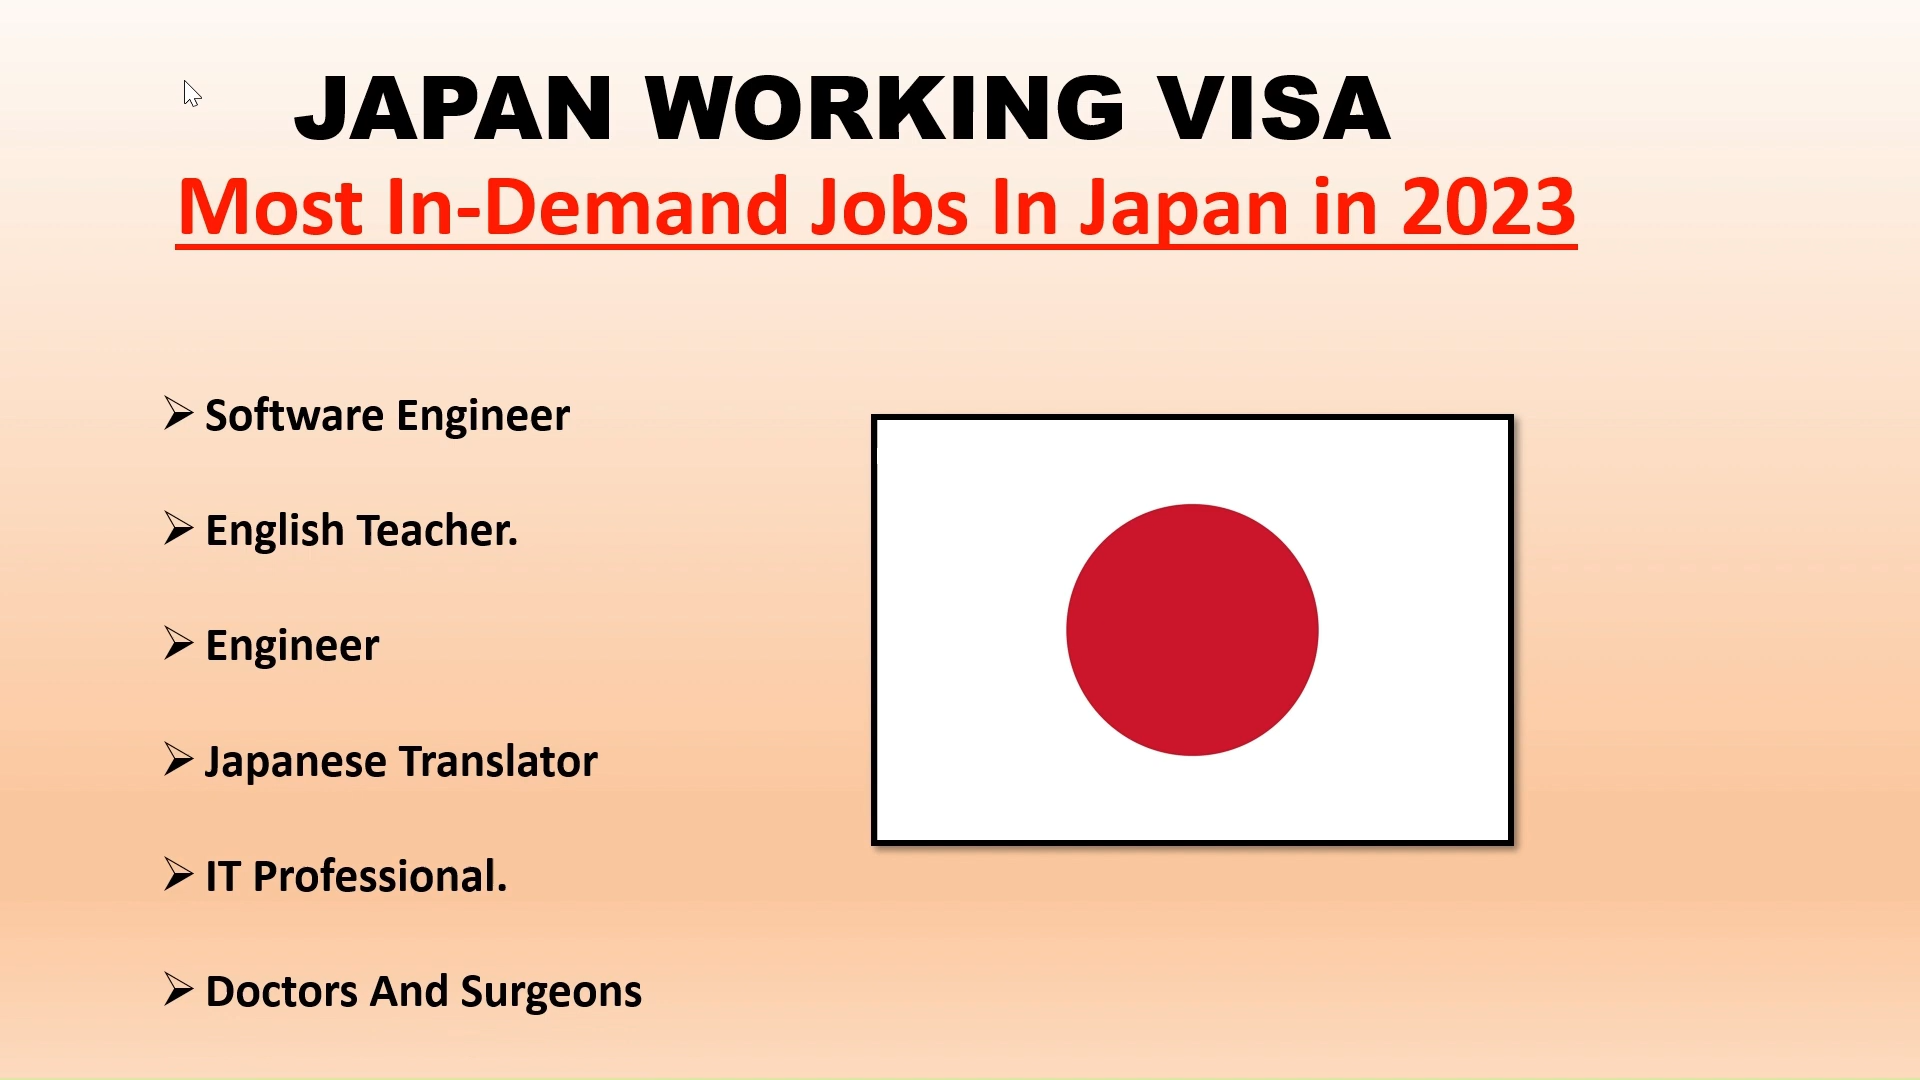 JAPAN WORKING VISA
Most In-Demand Jobs In Japan in 2023
Software Engineer
English Teacher.
Engineer
Japanese Translator
IT Professional.
Doctors And Surgeons